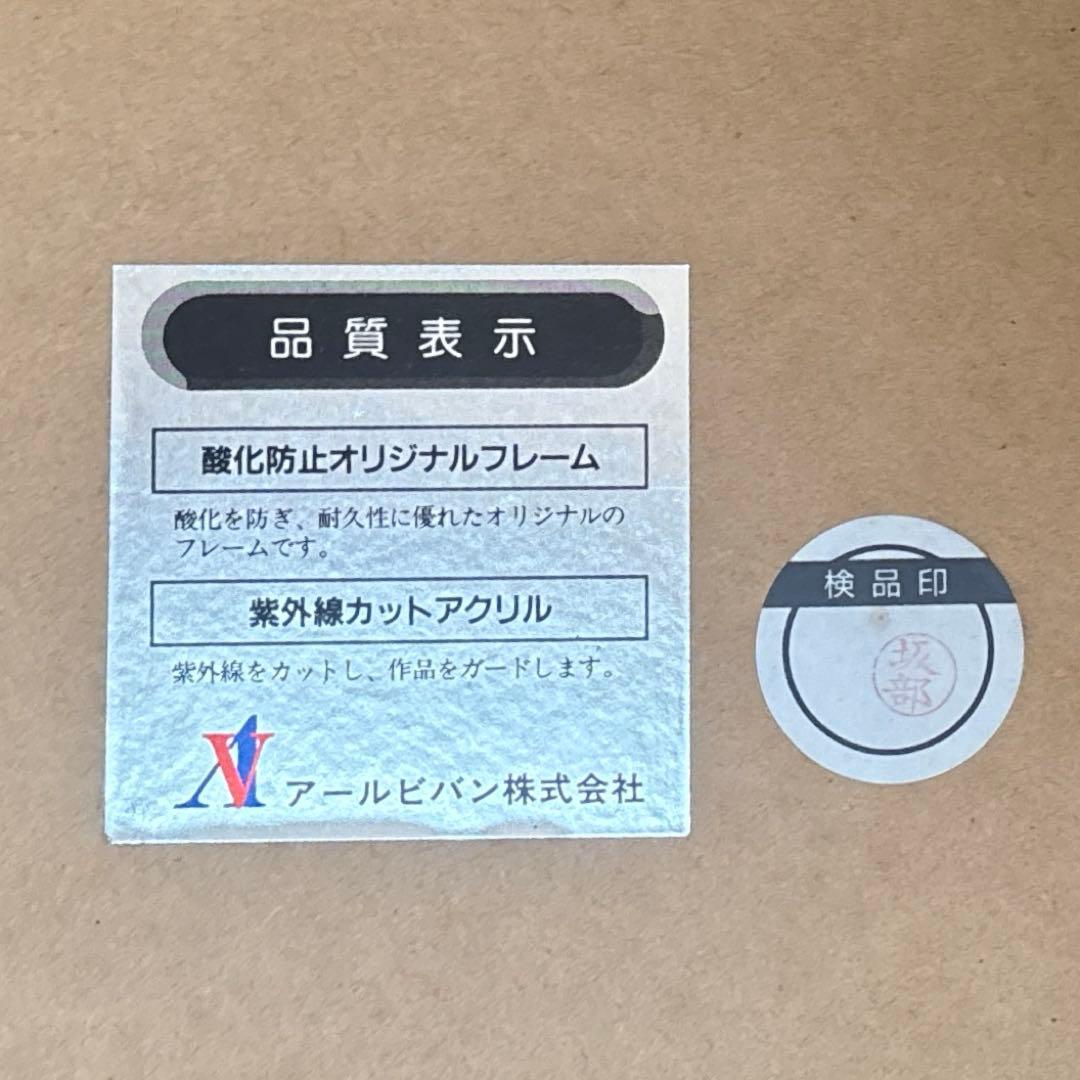 品質表示
酸化防止オリジナルフレーム
酸化を防ぎ、耐久性に優れたオリジナルの
フレームです。
紫外線カットアクリル
紫外線をカットし、作品をガードします。
AV アールビバン株式会社
検品印
坂部